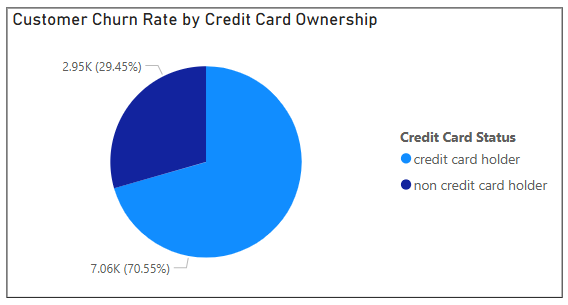 Customer Churn Rate by Credit Card Ownership
2.95K (29.45%)
Credit Card Status
credit card holder
non credit card holder
7.06K (70.55%)